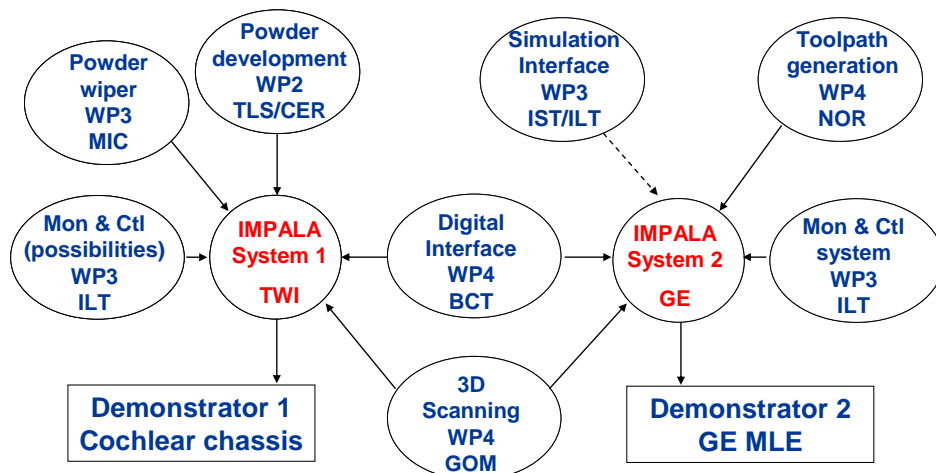 Powder
wiper
WP3
MIC
Powder
development
WP2
TLS/CER
Simulation
Interface
WP3
IST/ILT
Toolpath
generation
WP4
NOR
Mon & Ctl
(possibilities)
WP3
ILT
IMPALA
System 1
TWI
Digital
Interface
WP4
BCT
IMPALA
System 2
GE
Mon & Ctl
system
WP3
ILT
Demonstrator 1
Cochlear chassis
3D
Scanning
WP4
GOM
Demonstrator 2
GE MLE